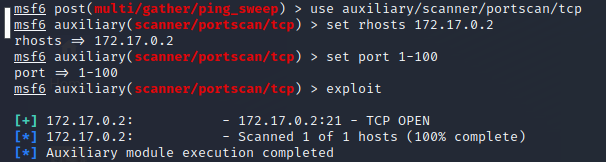 msf6 post(multi/gather/ping_sweep) > use auxiliary/scanner/portscan/tcp
msf6 auxiliary(scanner/portscan/tcp) > set rhosts 172.17.0.2
rhosts => 172.17.0.2
msf6 auxiliary(scanner/portscan/tcp) > set port 1-100
port => 1-100
msf6 auxiliary(scanner/portscan/tcp) > exploit
[+] 172.17.0.2: - 172.17.0.2:21 - TCP OPEN
[*] 172.17.0.2: - Scanned 1 of 1 hosts (100% complete)
[*] Auxiliary module execution completed